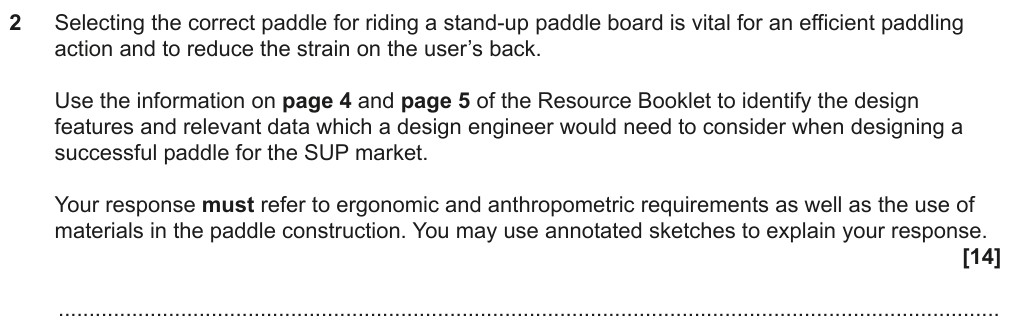 2 Selecting the correct paddle for riding a stand-up paddle board is vital for an efficient paddling
action and to reduce the strain on the user’s back.
Use the information on page 4 and page 5 of the Resource Booklet to identify the design
features and relevant data which a design engineer would need to consider when designing a
successful paddle for the SUP market.
Your response must refer to ergonomic and anthropometric requirements as well as the use of
materials in the paddle construction. You may use annotated sketches to explain your response.
[14]